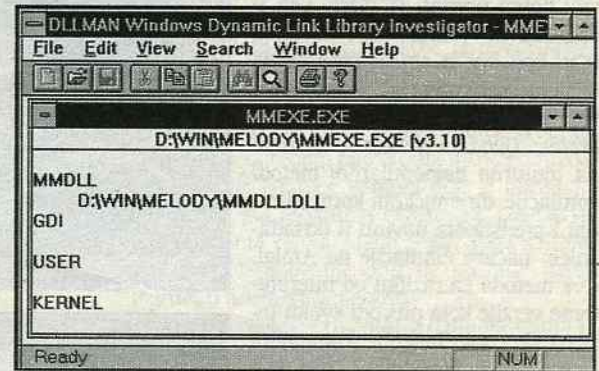 DLLMAN Windows Dynamic Link Library Investigator - MME
File Edit View Search Window Help
MMEXE.EXE
D:\WIN\MELODY\MMEXE.EXE (v3.10)
MMDLL
D:\WIN\MELODY\MMDLL.DLL
GDI
USER
KERNEL
Ready NUM